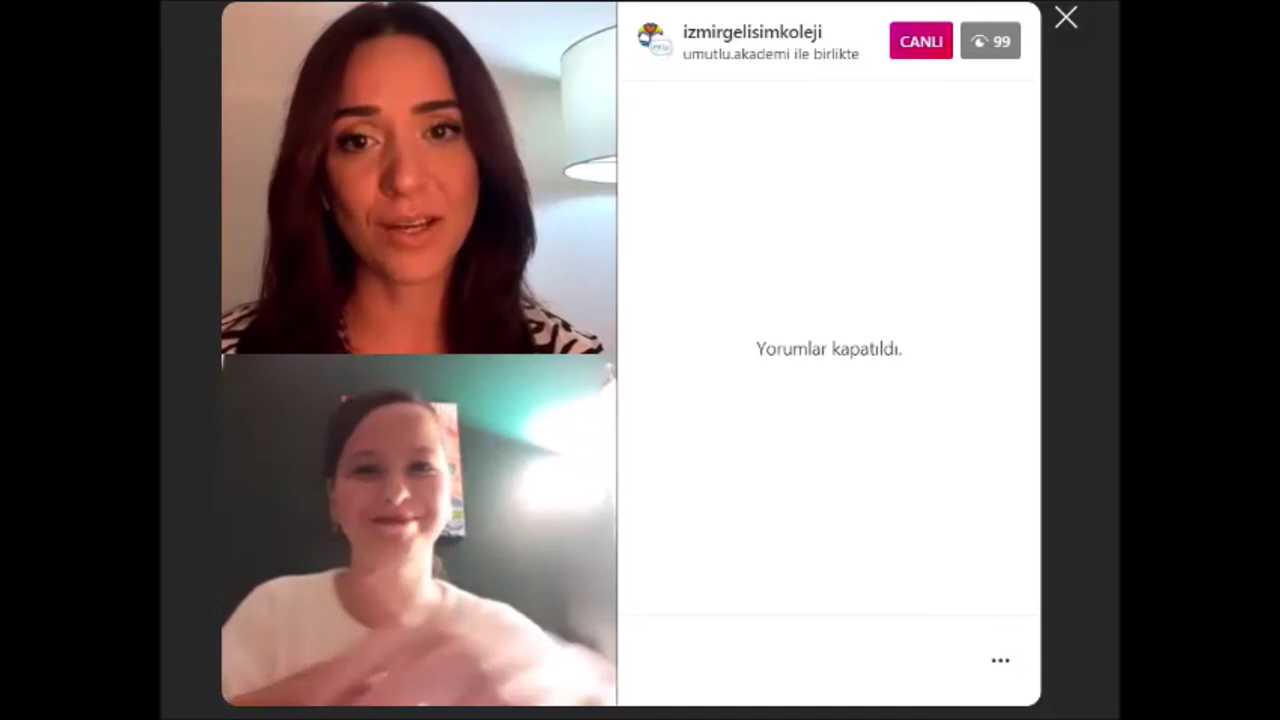 izmirgelisimkoleji
umutlu.akademi ile birlikte
CANLI
99
Yorumlar kapatıldı.